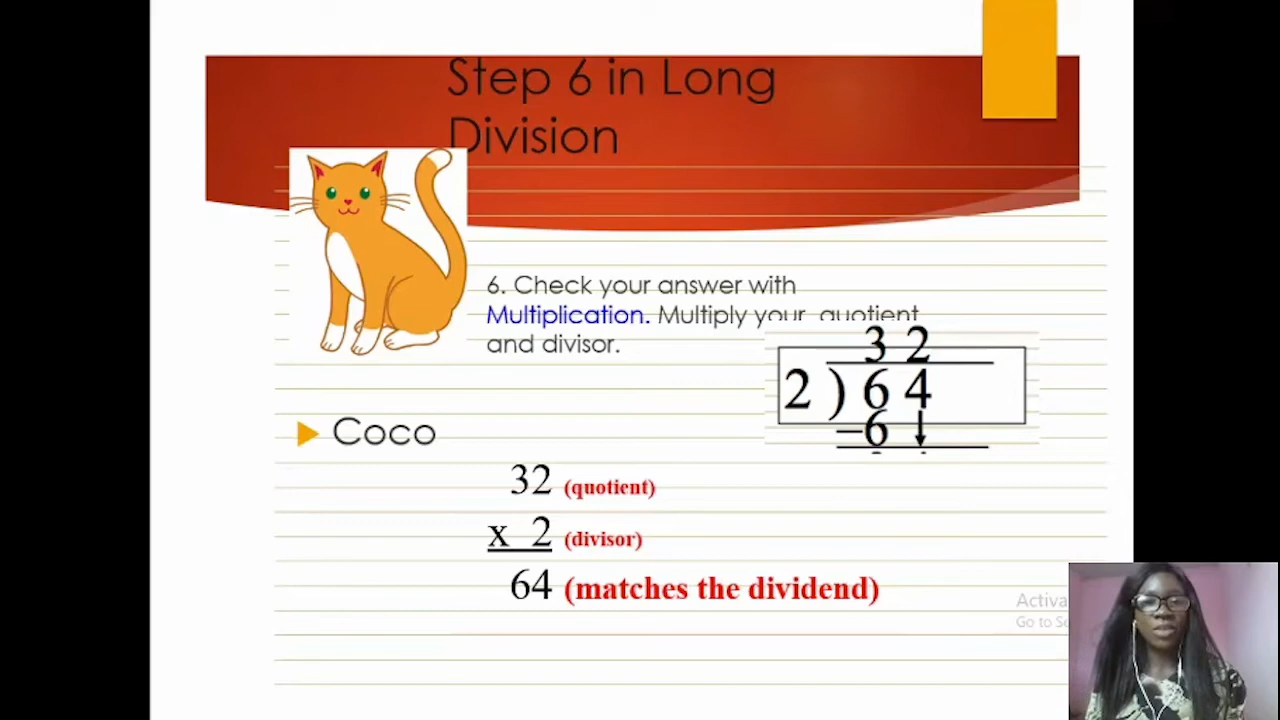 Step 6 in Long
Division
6. Check your answer with
Multiplication. Multiply your quotient
and divisor.
3 2
2 ) 6 4
–6
Coco
32 (quotient)
x 2 (divisor)
64 (matches the dividend)